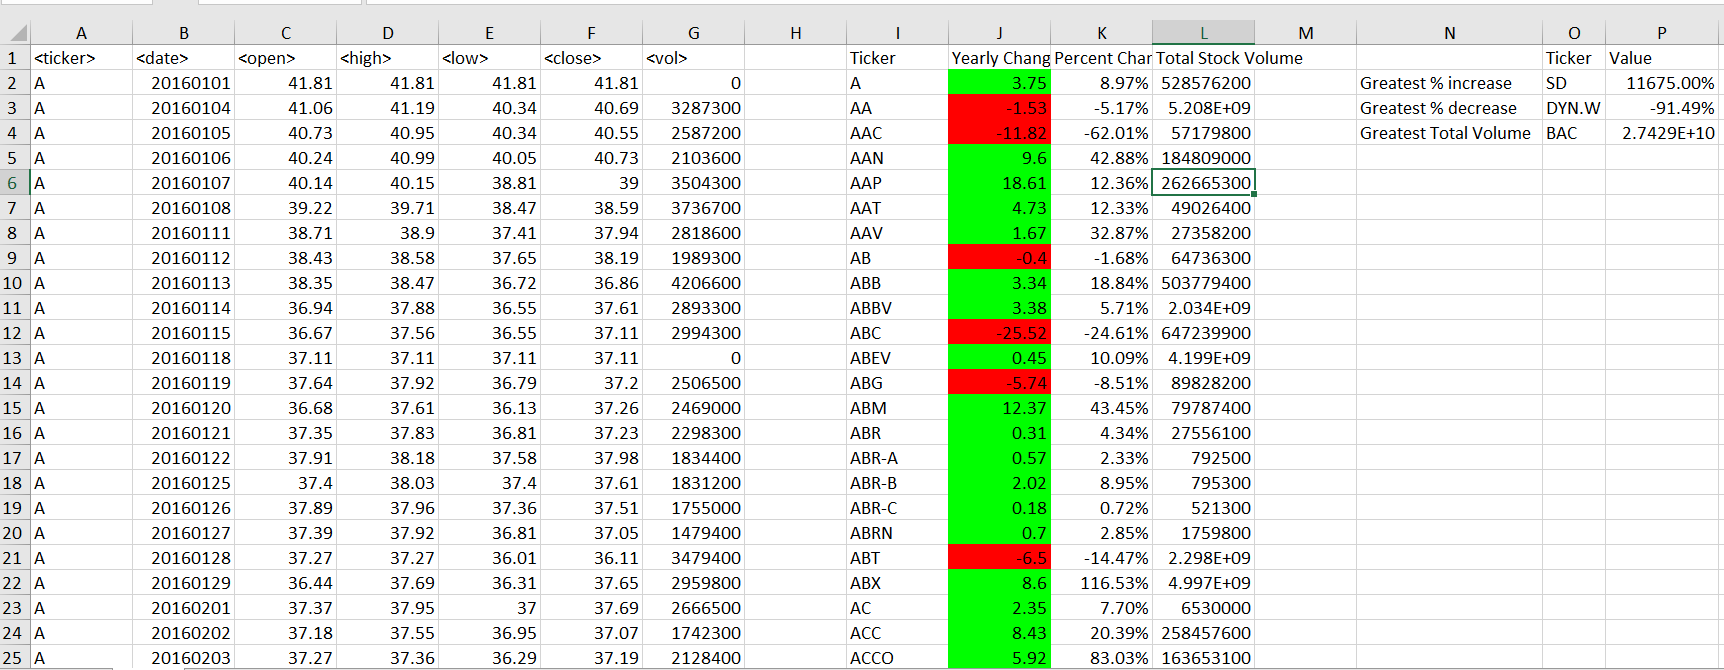 A B C D E F G H I J K L M N O P
1 <ticker> <date> <open> <high> <low> <close> <vol> Ticker Yearly Chang Percent Char Total Stock Volume Ticker Value
2 A 20160101 41.81 41.81 41.81 41.81 0 A 3.75 8.97% 528576200 Greatest % increase SD 11675.00%
3 A 20160104 41.06 41.19 40.34 40.69 3287300 AA -1.53 -5.17% 5.208E+09 Greatest % decrease DYN.W -91.49%
4 A 20160105 40.73 40.95 40.34 40.55 2587200 AAC -11.82 -62.01% 57179800 Greatest Total Volume BAC 2.7429E+10
5 A 20160106 40.24 40.99 40.05 40.73 2103600 AAN 9.6 42.88% 184809000
6 A 20160107 40.14 40.15 38.81 39 3504300 AAP 18.61 12.36% 262665300
7 A 20160108 39.22 39.71 38.47 38.59 3736700 AAT 4.73 12.33% 49026400
8 A 20160111 38.71 38.9 37.41 37.94 2818600 AAV 1.67 32.87% 27358200
9 A 20160112 38.43 38.58 37.65 38.19 1989300 AB -0.4 -1.68% 64736300
10 A 20160113 38.35 38.47 36.72 36.86 4206600 ABB 3.34 18.84% 503779400
11 A 20160114 36.94 37.88 36.55 37.61 2893300 ABBV 3.38 5.71% 2.034E+09
12 A 20160115 36.67 37.56 36.55 37.11 2994300 ABC -25.52 -24.61% 647239900
13 A 20160118 37.11 37.11 37.11 37.11 0 ABEV 0.45 10.09% 4.199E+09
14 A 20160119 37.64 37.92 36.79 37.2 2506500 ABG -5.74 -8.51% 89828200
15 A 20160120 36.68 37.61 36.13 37.26 2469000 ABM 12.37 43.45% 79787400
16 A 20160121 37.35 37.83 36.81 37.23 2298300 ABR 0.31 4.34% 27556100
17 A 20160122 37.91 38.18 37.58 37.98 1834400 ABR-A 0.57 2.33% 792500
18 A 20160125 37.4 38.03 37.4 37.61 1831200 ABR-B 2.02 8.95% 795300
19 A 20160126 37.89 37.96 37.36 37.51 1755000 ABR-C 0.18 0.72% 521300
20 A 20160127 37.39 37.92 36.81 37.05 1479400 ABRN 0.7 2.85% 1759800
21 A 20160128 37.27 37.27 36.01 36.11 3479400 ABT -6.5 -14.47% 2.298E+09
22 A 20160129 36.44 37.69 36.31 37.65 2959800 ABX 8.6 116.53% 4.997E+09
23 A 20160201 37.37 37.95 37 37.69 2666500 AC 2.35 7.70% 6530000
24 A 20160202 37.18 37.55 36.95 37.07 1742300 ACC 8.43 20.39% 258457600
25 A 20160203 37.27 37.36 36.29 37.19 2128400 ACCO 5.92 83.03% 163653100